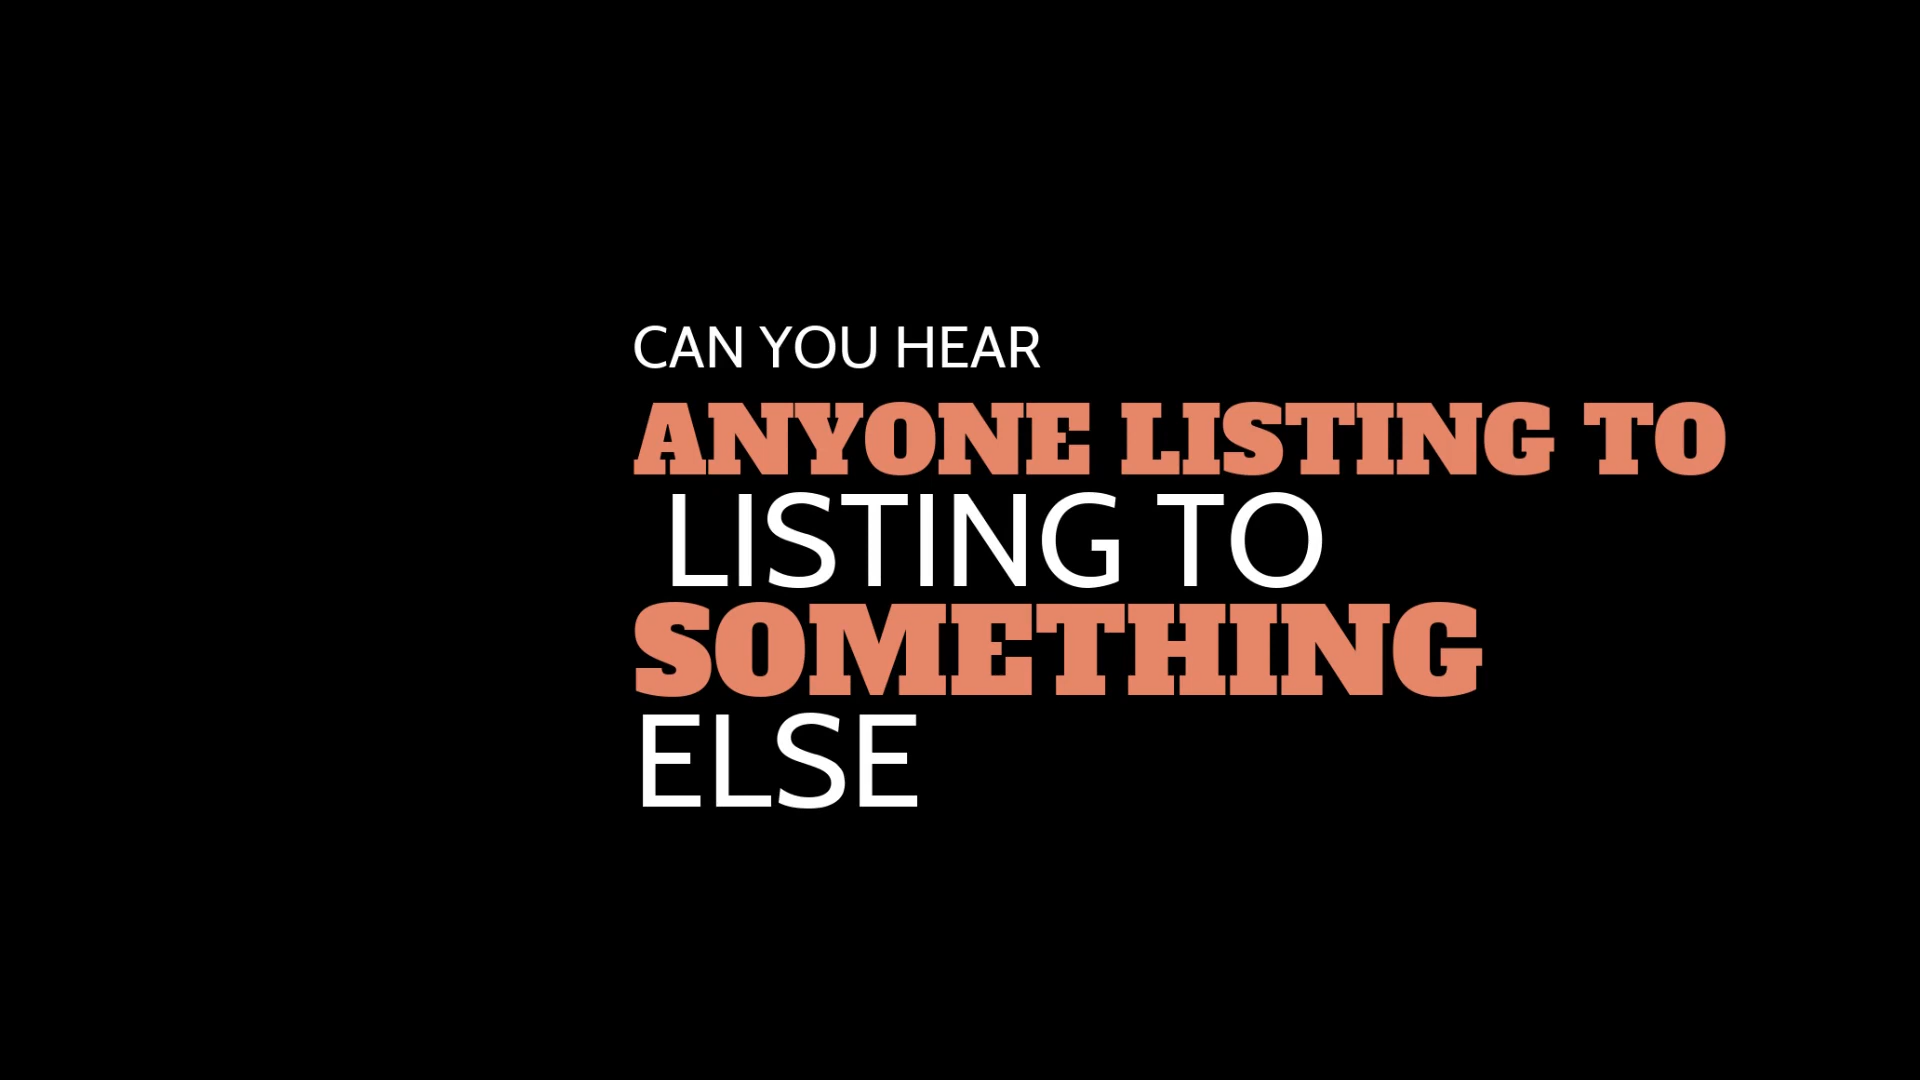 CAN YOU HEAR
ANYONE LISTING TO
LISTING TO
SOMETHING
ELSE